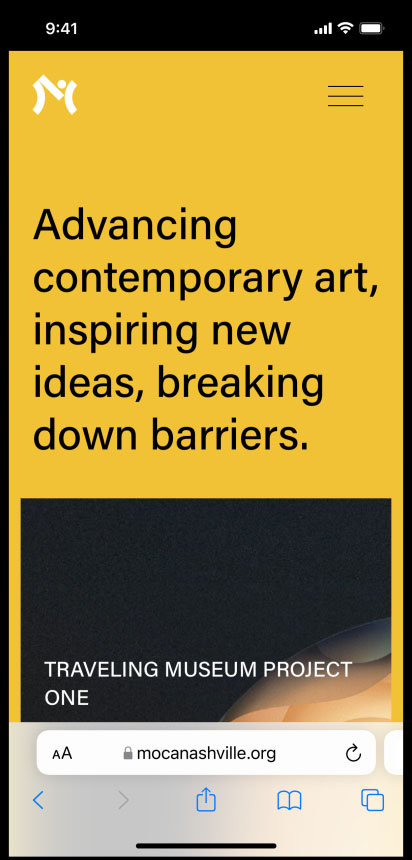 9:41
Advancing
contemporary art,
inspiring new
ideas, breaking
down barriers.
TRAVELING MUSEUM PROJECT
ONE
AA
mocanashville.org